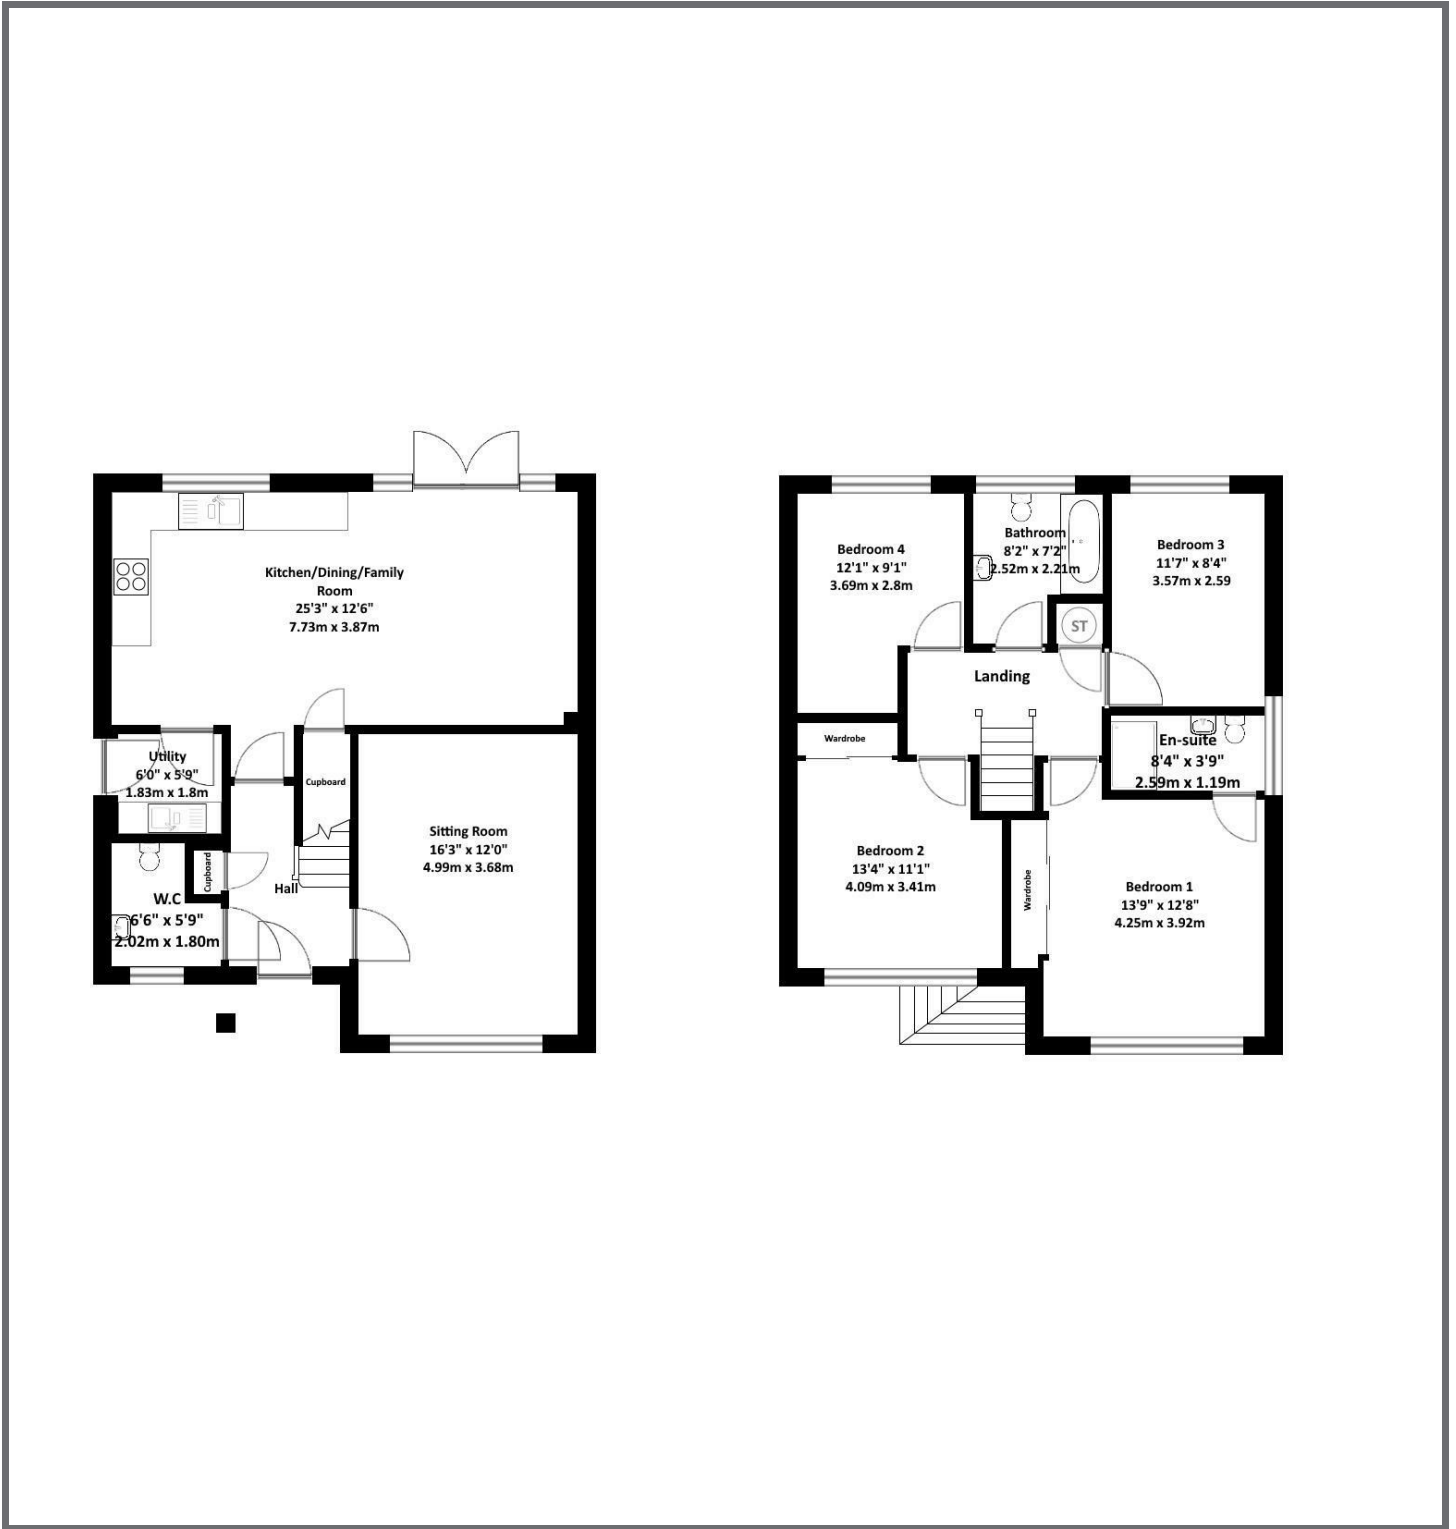 Kitchen/Dining/Family
Room
25'3" x 12'6"
7.73m x 3.87m
Utility
6'0" x 5'9"
1.83m x 1.8m
Cupboard
Sitting Room
16'3" x 12'0"
4.99m x 3.68m
Cupboard
Hall
W.C
6'6" x 5'9"
2.02m x 1.80m
Bedroom 4
12'1" x 9'1"
3.69m x 2.8m
Bathroom
8'2" x 7'2"
2.52m x 2.21m
Bedroom 3
11'7" x 8'4"
3.57m x 2.59
ST
Landing
Wardrobe
En-suite
8'4" x 3'9"
2.59m x 1.19m
Bedroom 2
13'4" x 11'1"
4.09m x 3.41m
Wardrobe
Bedroom 1
13'9" x 12'8"
4.25m x 3.92m